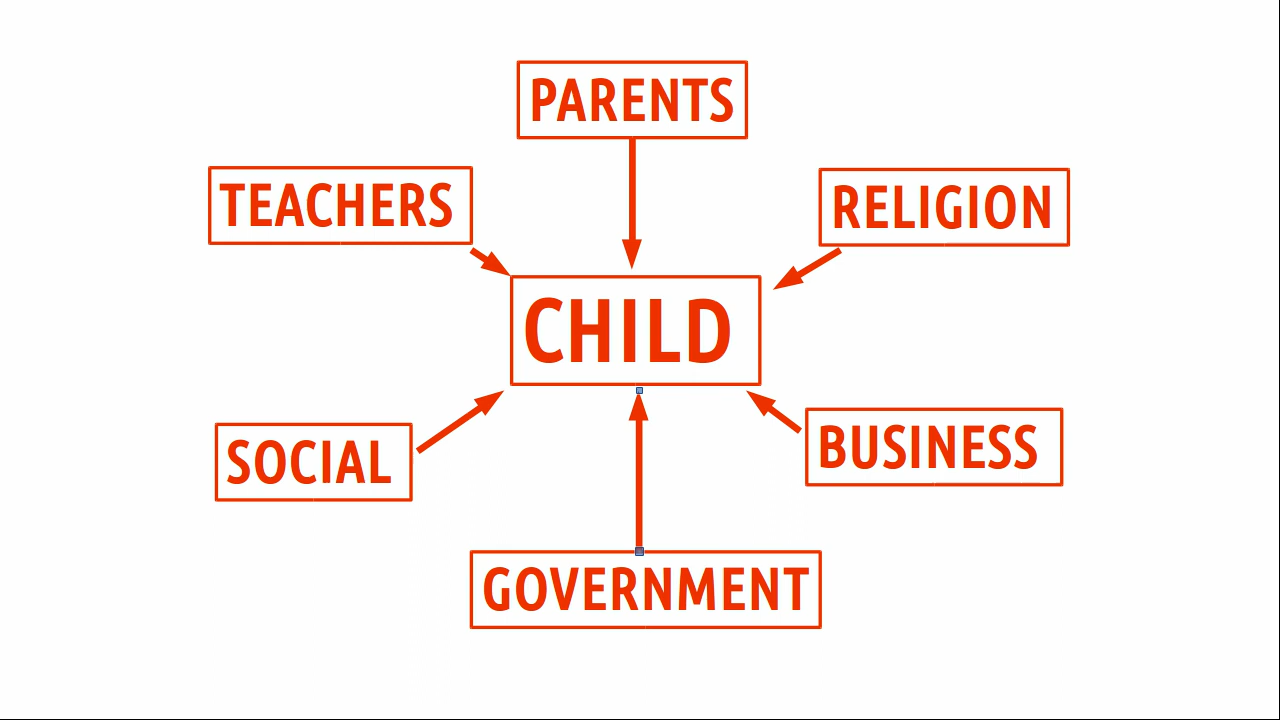 PARENTS
TEACHERS
RELIGION
CHILD
SOCIAL
BUSINESS
GOVERNMENT